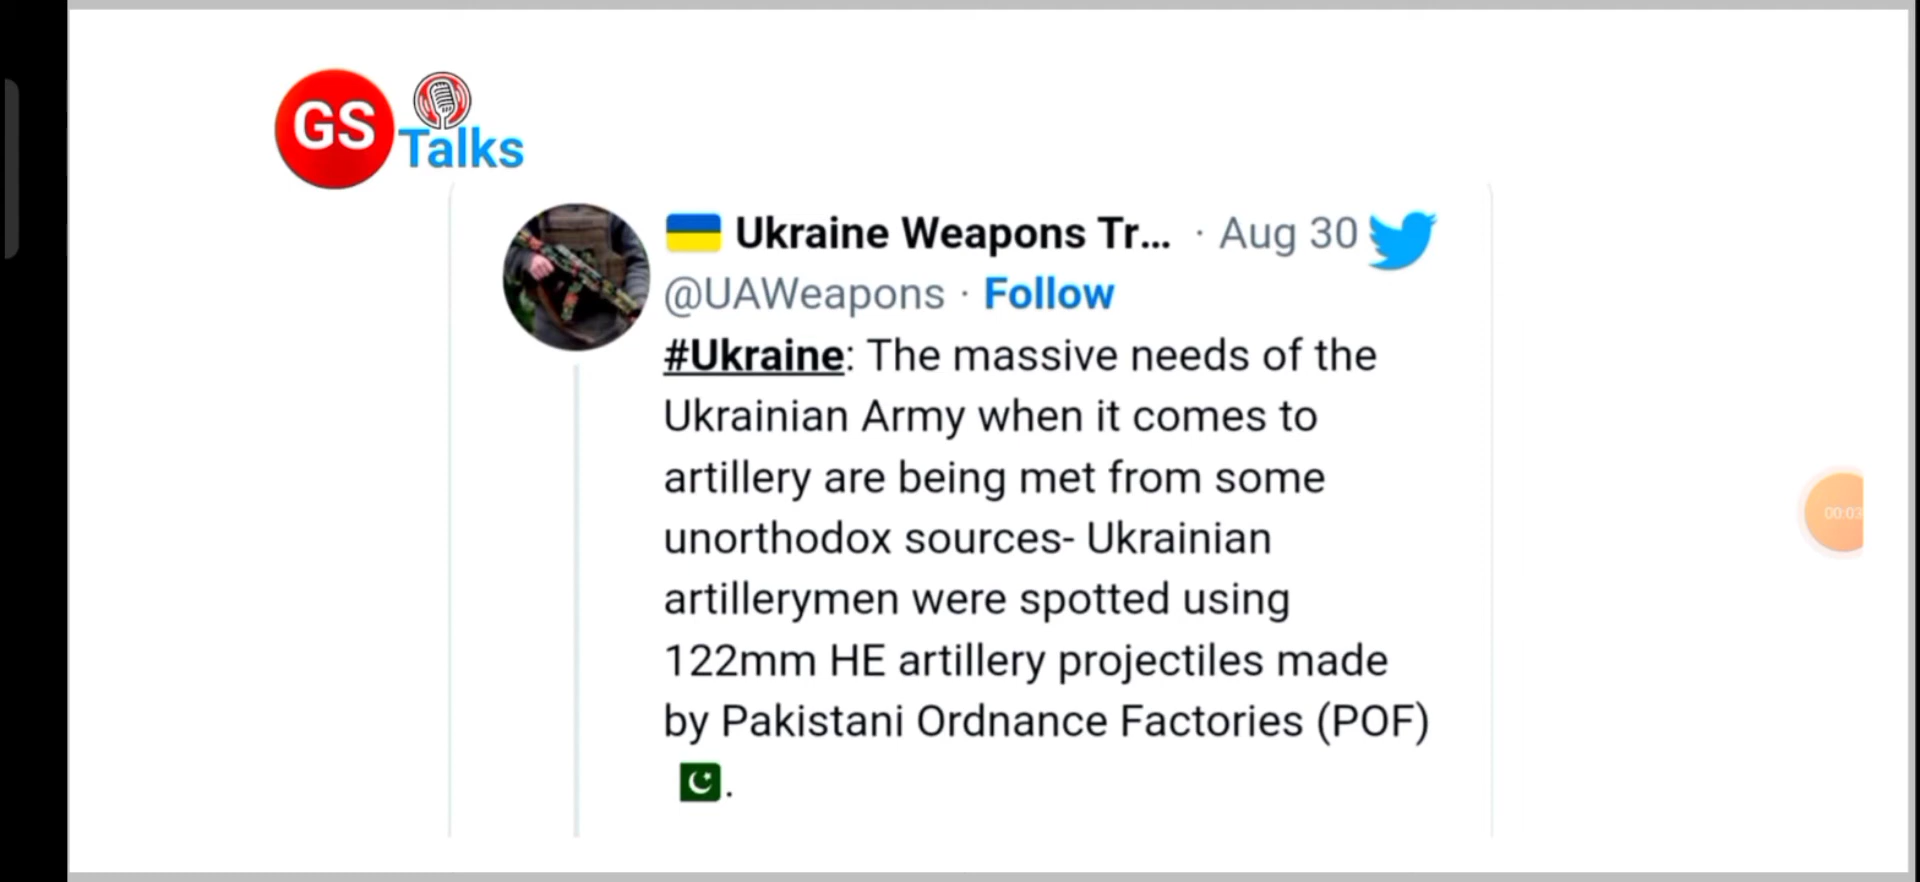 GS
Talks
🇺🇦 Ukraine Weapons Tr... · Aug 30
@UAWeapons · Follow
#Ukraine: The massive needs of the
Ukrainian Army when it comes to
artillery are being met from some
unorthodox sources- Ukrainian
artillerymen were spotted using
122mm HE artillery projectiles made
by Pakistani Ordnance Factories (POF)
🇵🇰.
00:03